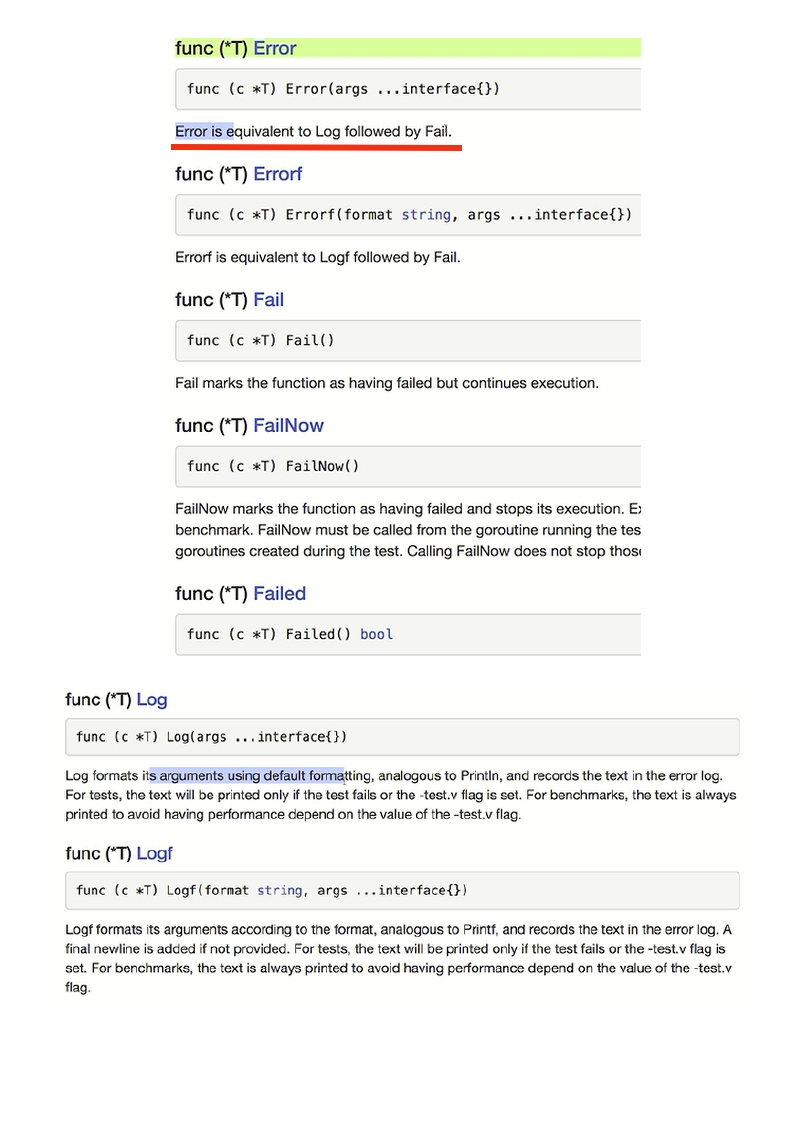 func (*T) Error
func (c *T) Error(args ...interface{})
Error is equivalent to Log followed by Fail.
func (*T) Errorf
func (c *T) Errorf(format string, args ...interface{})
Errorf is equivalent to Logf followed by Fail.
func (*T) Fail
func (c *T) Fail()
Fail marks the function as having failed but continues execution.
func (*T) FailNow
func (c *T) FailNow()
FailNow marks the function as having failed and stops its execution. Ex
benchmark. FailNow must be called from the goroutine running the tes
goroutines created during the test. Calling FailNow does not stop those
func (*T) Failed
func (c *T) Failed() bool
func (*T) Log
func (c *T) Log(args ...interface{})
Log formats its arguments using default formatting, analogous to Println, and records the text in the error log.
For tests, the text will be printed only if the test fails or the -test.v flag is set. For benchmarks, the text is always
printed to avoid having performance depend on the value of the -test.v flag.
func (*T) Logf
func (c *T) Logf(format string, args ...interface{})
Logf formats its arguments according to the format, analogous to Printf, and records the text in the error log. A
final newline is added if not provided. For tests, the text will be printed only if the test fails or the -test.v flag is
set. For benchmarks, the text is always printed to avoid having performance depend on the value of the -test.v
flag.